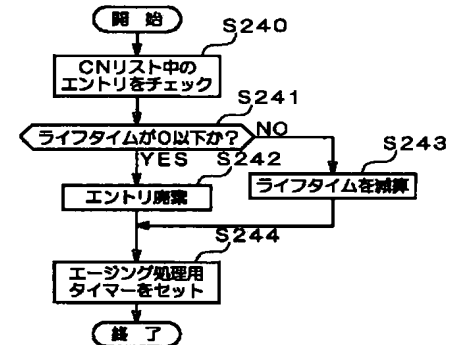 開 始
S240
CNリスト中の
エントリをチェック
S241
ライフタイムが0以下か?
NO
YES
S242
S243
エントリ廃棄
ライフタイムを減算
S244
エージング処理用
タイマーをセット
終 了